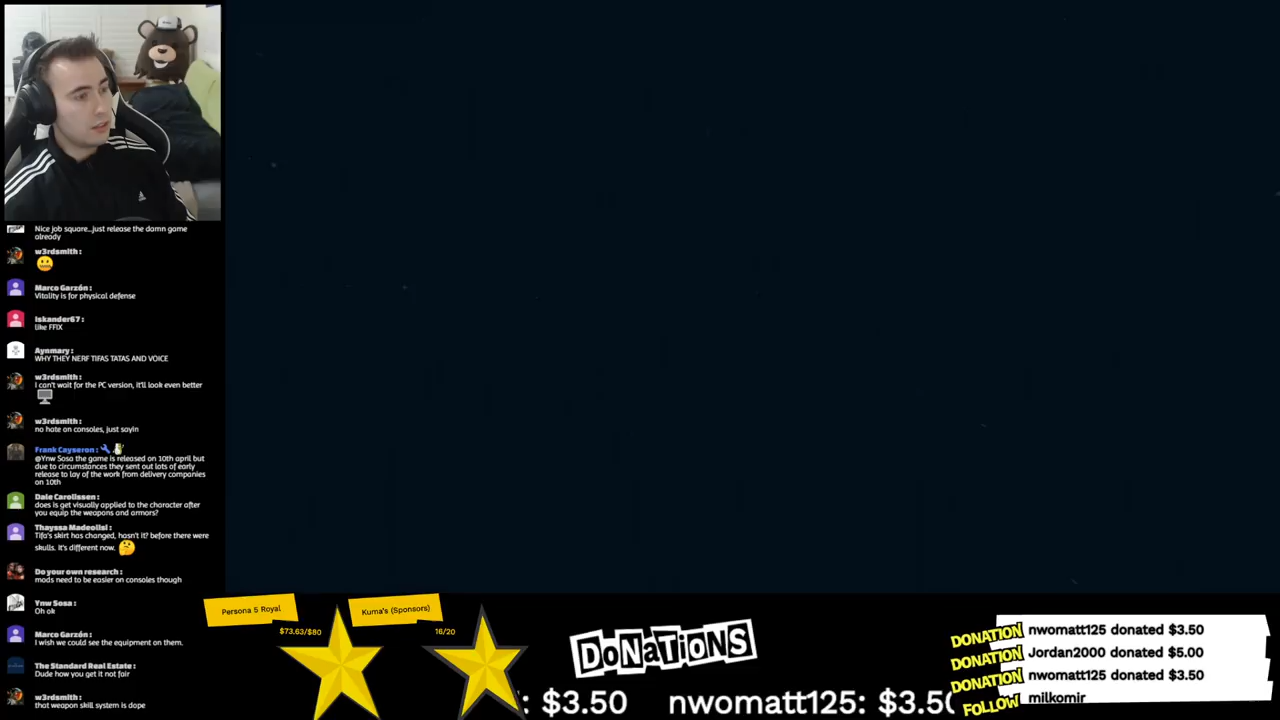 Nice job square...just release the damn game
already
w3rdsmith :
Marco Garzón :
Vitality is for physical defense
Iskander67 :
like FFIX
Aynmary :
WHY THEY NERF TIFAS TATAS AND VOICE
w3rdsmith :
I can't wait for the PC version, it'll look even better
w3rdsmith :
no hate on consoles, just sayin
Frank Cayseron :
@Ynw Sosa the game is released on 10th april but
due to circumstances they sent out lots of early
release to lay of the work from delivery companies
on 10th
Dale Carolissen :
does is get visually applied to the character after
you equip the weapons and armors?
Thayssa Madeolisi :
Tifa's skirt has changed, hasn't it? before there were
skulls. it's different now.
Do your own research :
mods need to be easier on consoles though
Ynw Sosa :
Oh ok
Marco Garzón :
I wish we could see the equipment on them.
The Standard Real Estate :
Dude how you get it not fair
w3rdsmith :
that weapon skill system is dope
Persona 5 Royal
$73.63/$80
Kuma's (Sponsors)
16/20
DONATIONS
: $3.50 nwomatt125: $3.50
DONATION nwomatt125 donated $3.50
DONATION Jordan2000 donated $5.00
DONATION nwomatt125 donated $3.50
FOLLOW milkomir